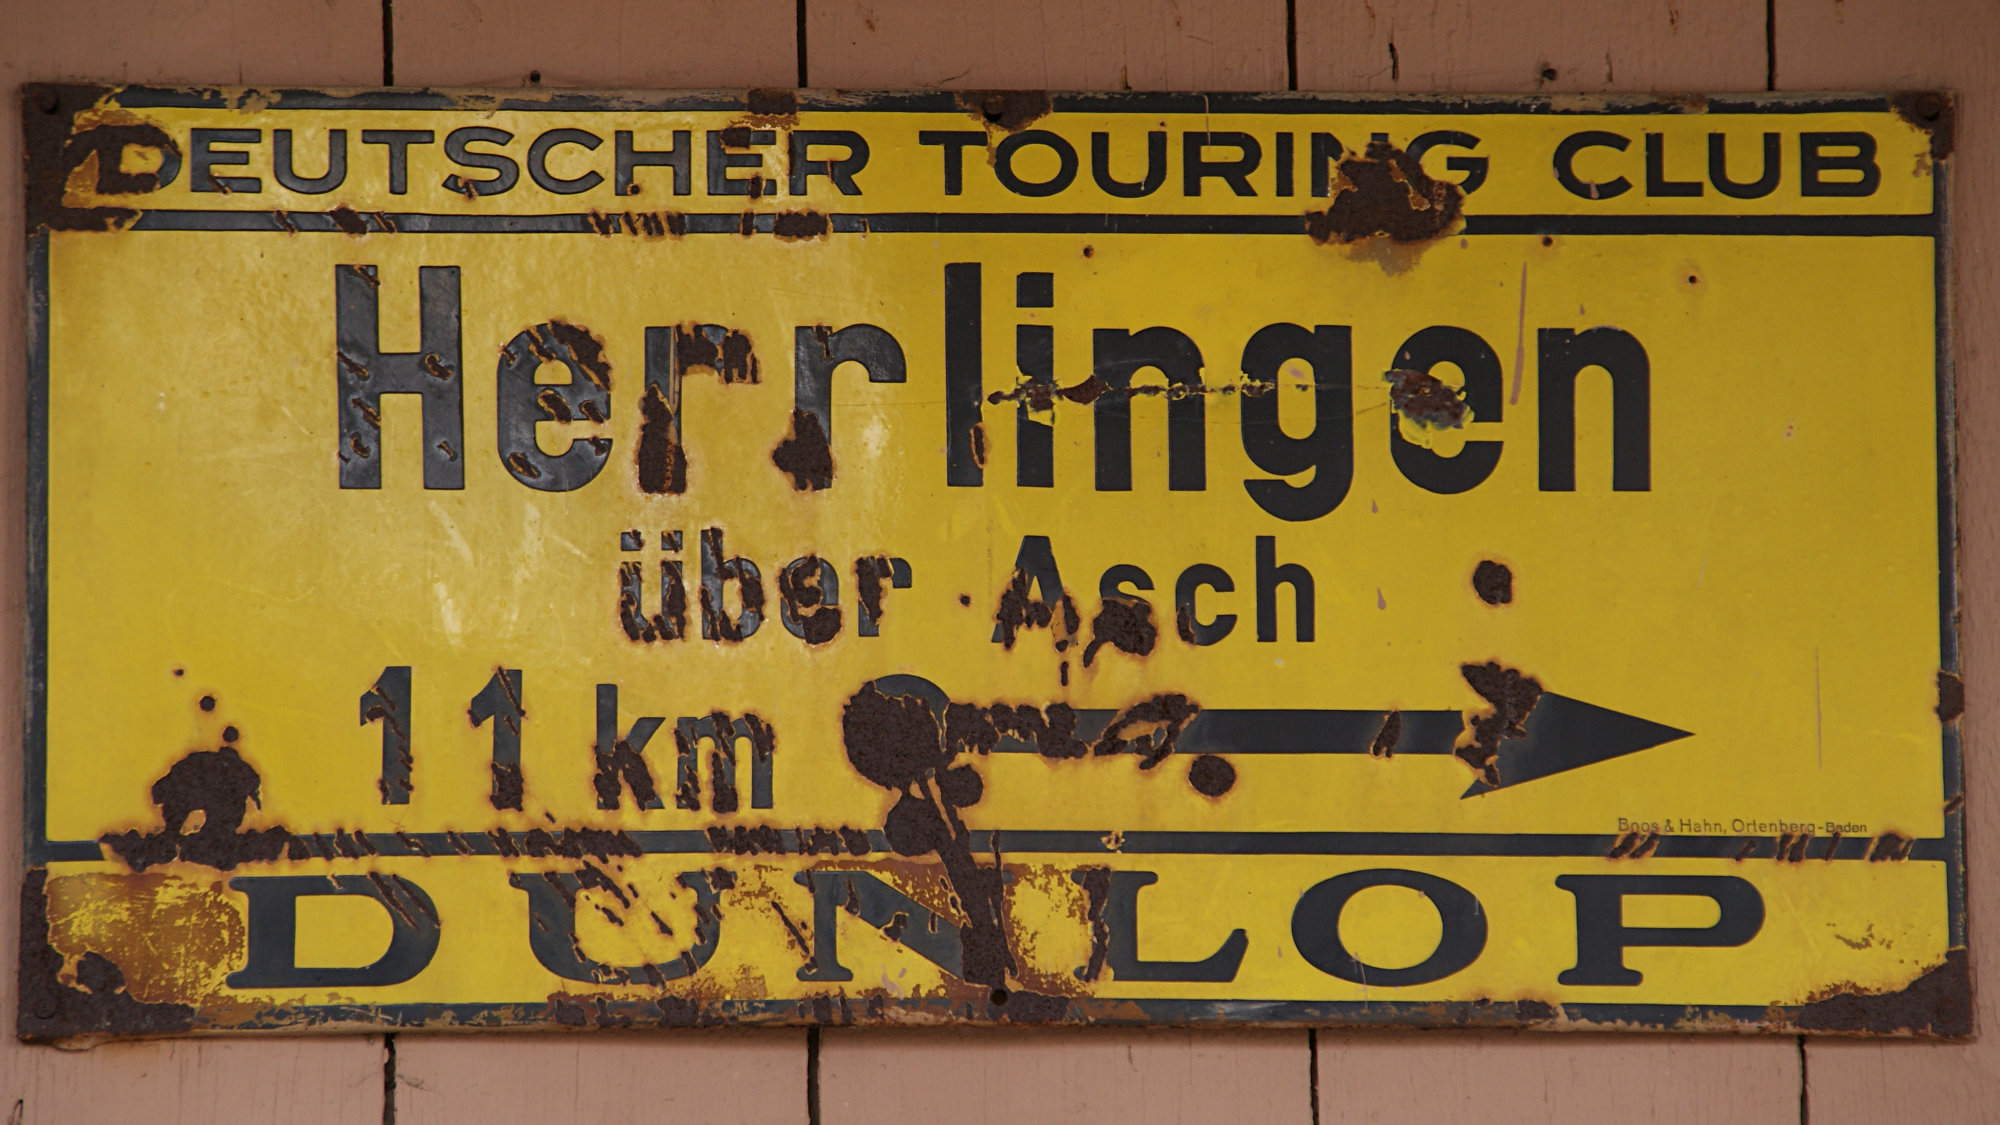 DEUTSCHER TOURING CLUB
Herrlingen
über Asch
11 km
Boos & Hahn, Ortenberg-Baden
DUNLOP